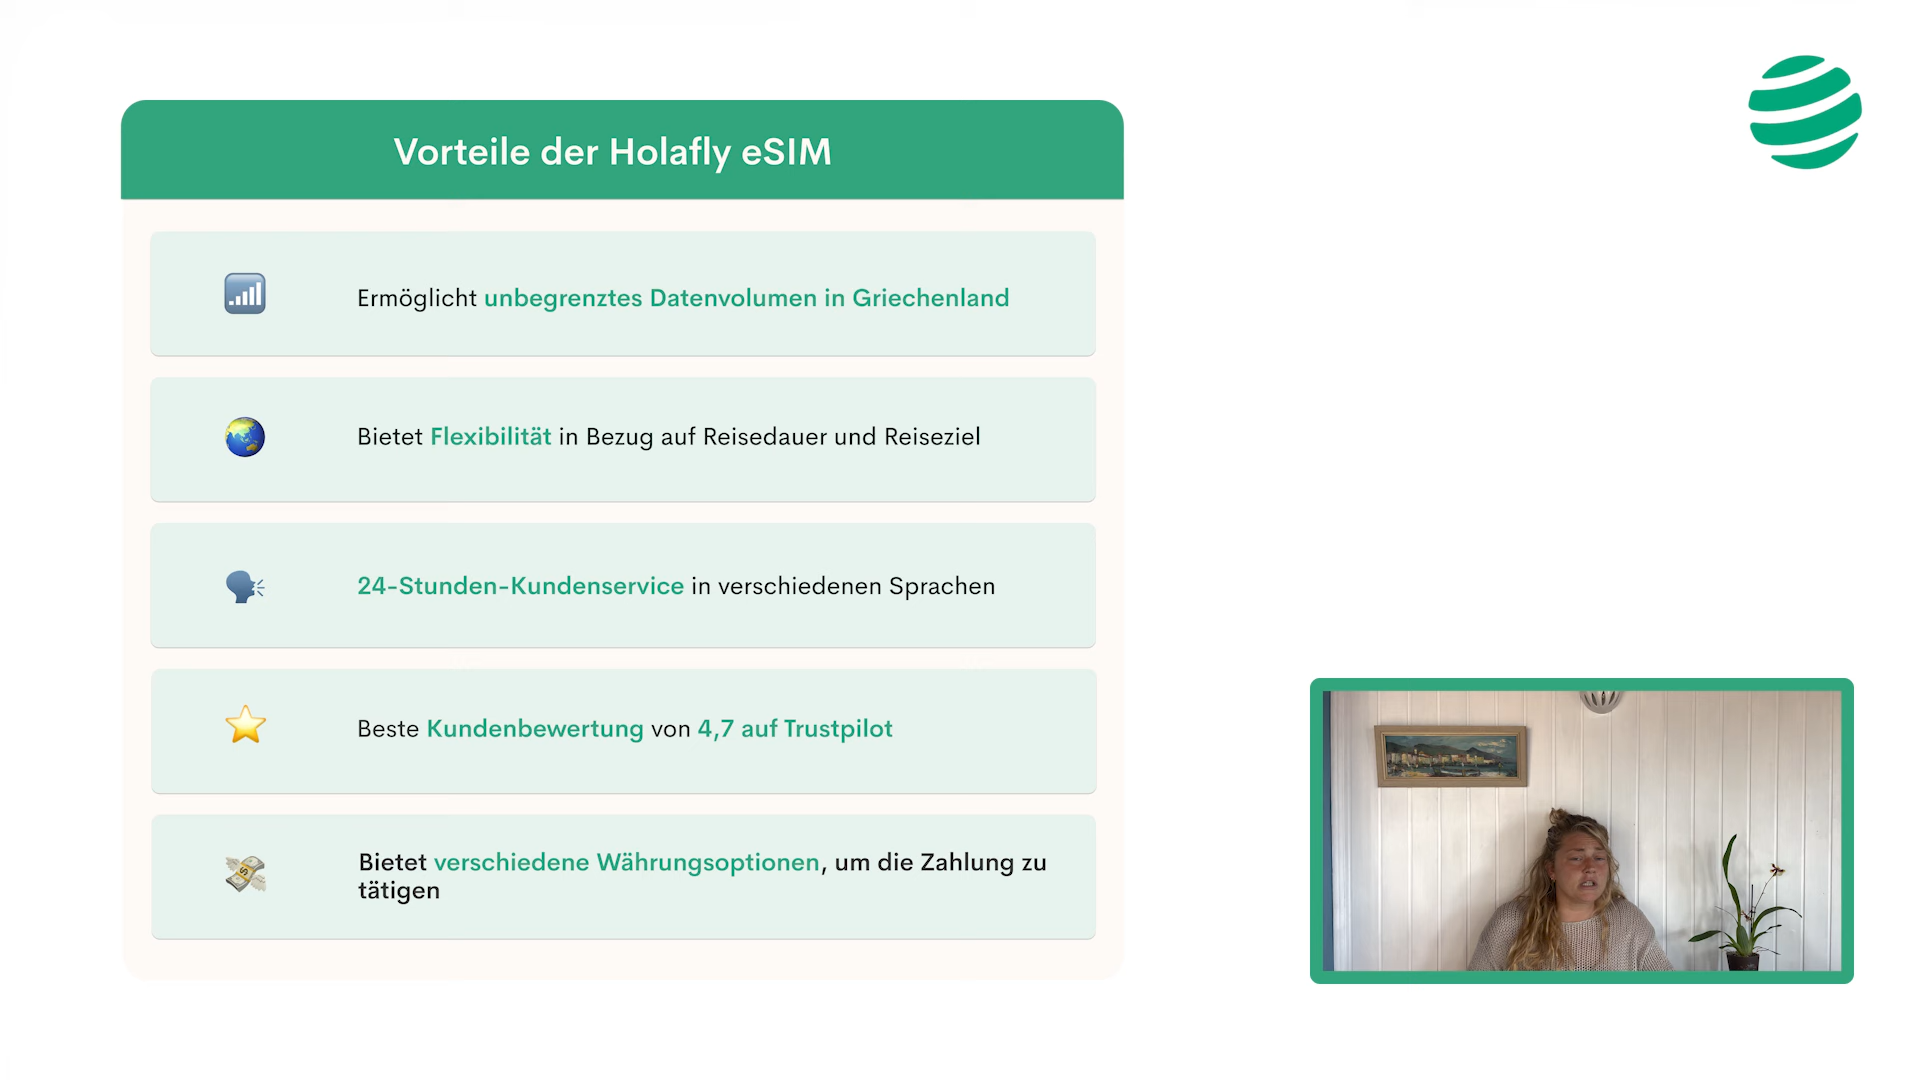 Vorteile der Holafly eSIM
Ermöglicht unbegrenztes Datenvolumen in Griechenland
Bietet Flexibilität in Bezug auf Reisedauer und Reiseziel
24-Stunden-Kundenservice in verschiedenen Sprachen
Beste Kundenbewertung von 4,7 auf Trustpilot
Bietet verschiedene Währungsoptionen, um die Zahlung zu
tätigen